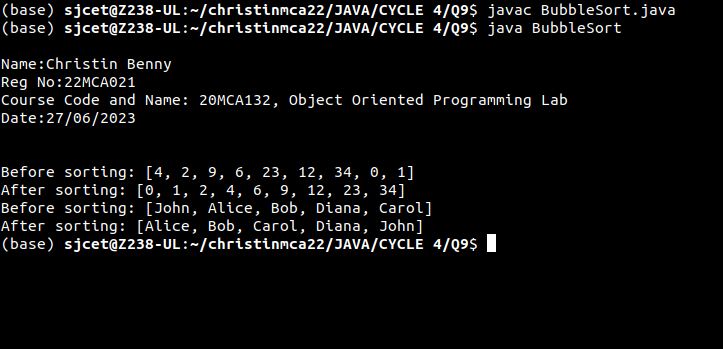 (base) sjcet@Z238-UL:~/christinmca22/JAVA/CYCLE 4/Q9$ javac BubbleSort.java
(base) sjcet@Z238-UL:~/christinmca22/JAVA/CYCLE 4/Q9$ java BubbleSort
Name:Christin Benny
Reg No:22MCA021
Course Code and Name: 20MCA132, Object Oriented Programming Lab
Date:27/06/2023
Before sorting: [4, 2, 9, 6, 23, 12, 34, 0, 1]
After sorting: [0, 1, 2, 4, 6, 9, 12, 23, 34]
Before sorting: [John, Alice, Bob, Diana, Carol]
After sorting: [Alice, Bob, Carol, Diana, John]
(base) sjcet@Z238-UL:~/christinmca22/JAVA/CYCLE 4/Q9$